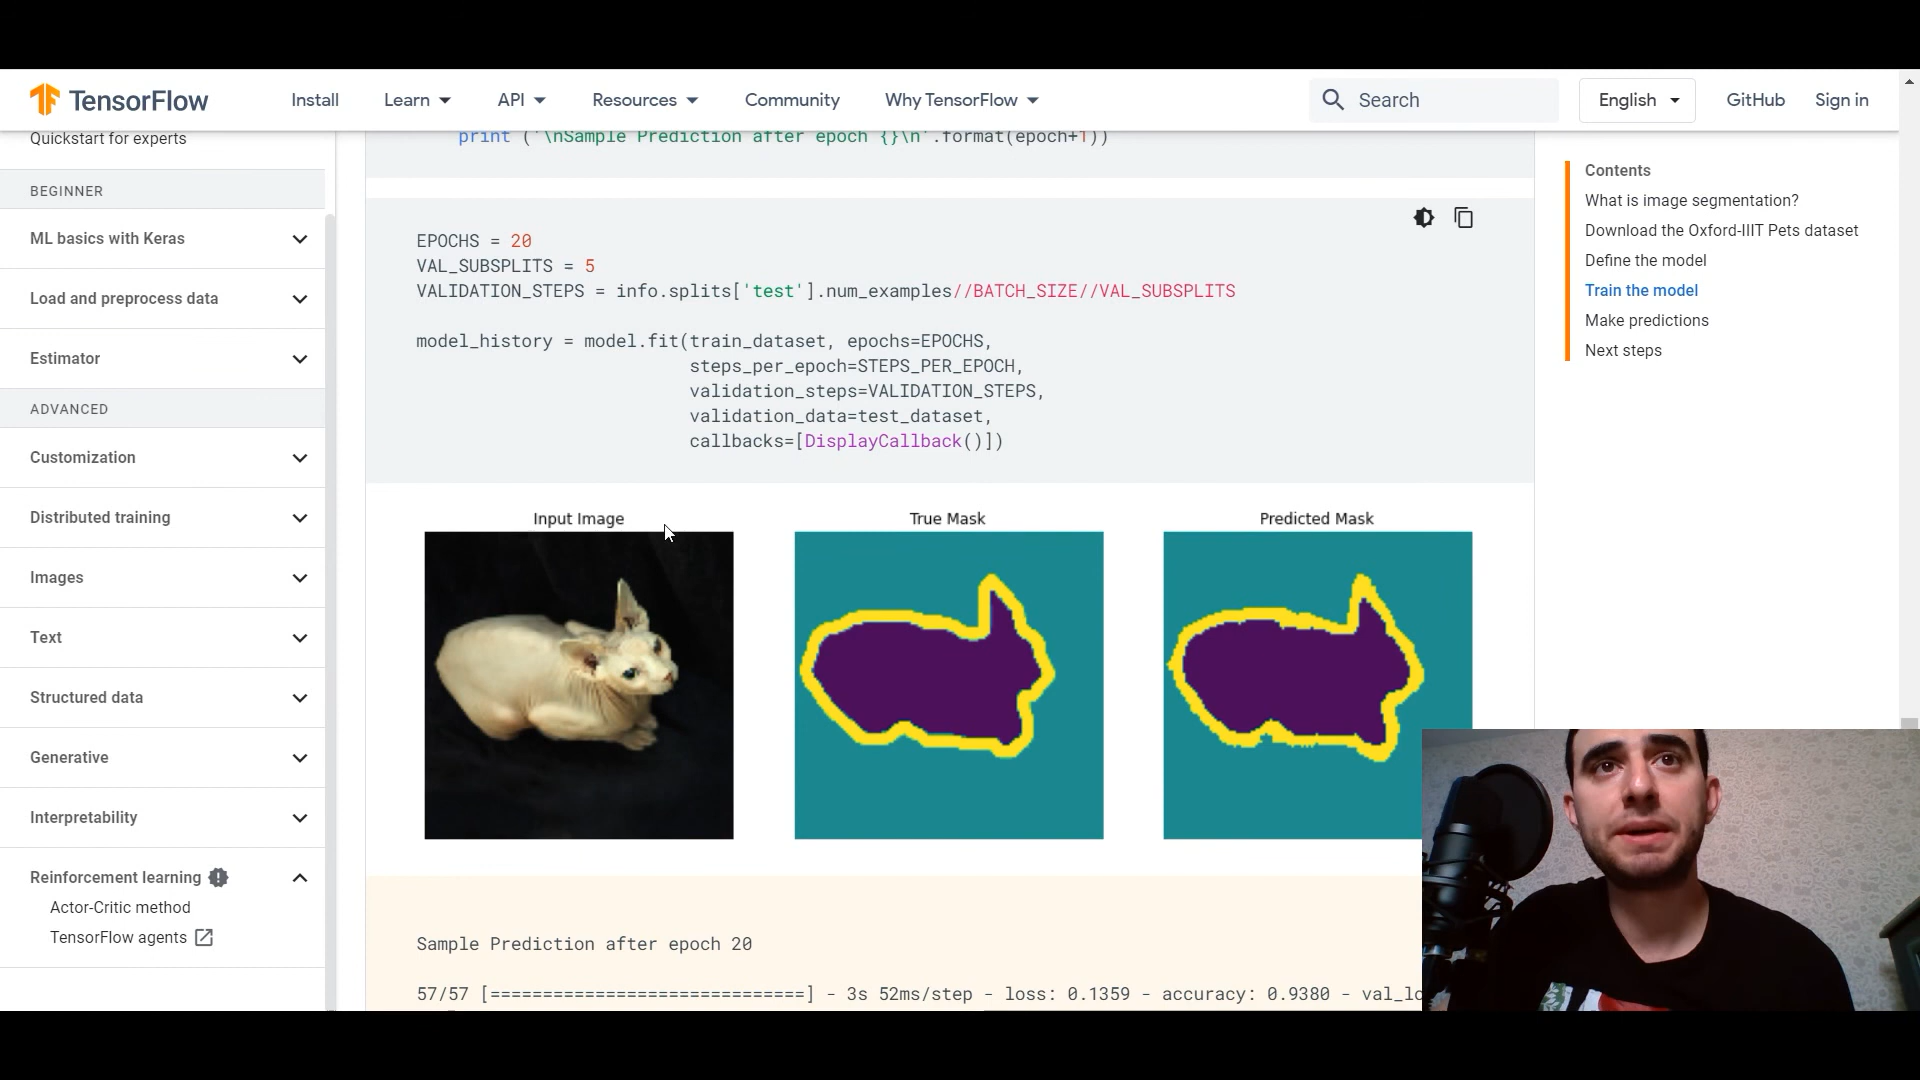 TensorFlow
Install
Learn
API
Resources
Community
Why TensorFlow
Search
English
GitHub
Sign in
Quickstart for experts
BEGINNER
ML basics with Keras
Load and preprocess data
Estimator
ADVANCED
Customization
Distributed training
Images
Text
Structured data
Generative
Interpretability
Reinforcement learning
Actor-Critic method
TensorFlow agents
print ('\nSample Prediction after epoch {}\n'.format(epoch+1))
EPOCHS = 20
VAL_SUBSPLITS = 5
VALIDATION_STEPS = info.splits['test'].num_examples//BATCH_SIZE//VAL_SUBSPLITS
model_history = model.fit(train_dataset, epochs=EPOCHS,
steps_per_epoch=STEPS_PER_EPOCH,
validation_steps=VALIDATION_STEPS,
validation_data=test_dataset,
callbacks=[DisplayCallback()])
Input Image
True Mask
Predicted Mask
Sample Prediction after epoch 20
57/57 [==============================] - 3s 52ms/step - loss: 0.1359 - accuracy: 0.9380 - val_lo
Contents
What is image segmentation?
Download the Oxford-IIIT Pets dataset
Define the model
Train the model
Make predictions
Next steps